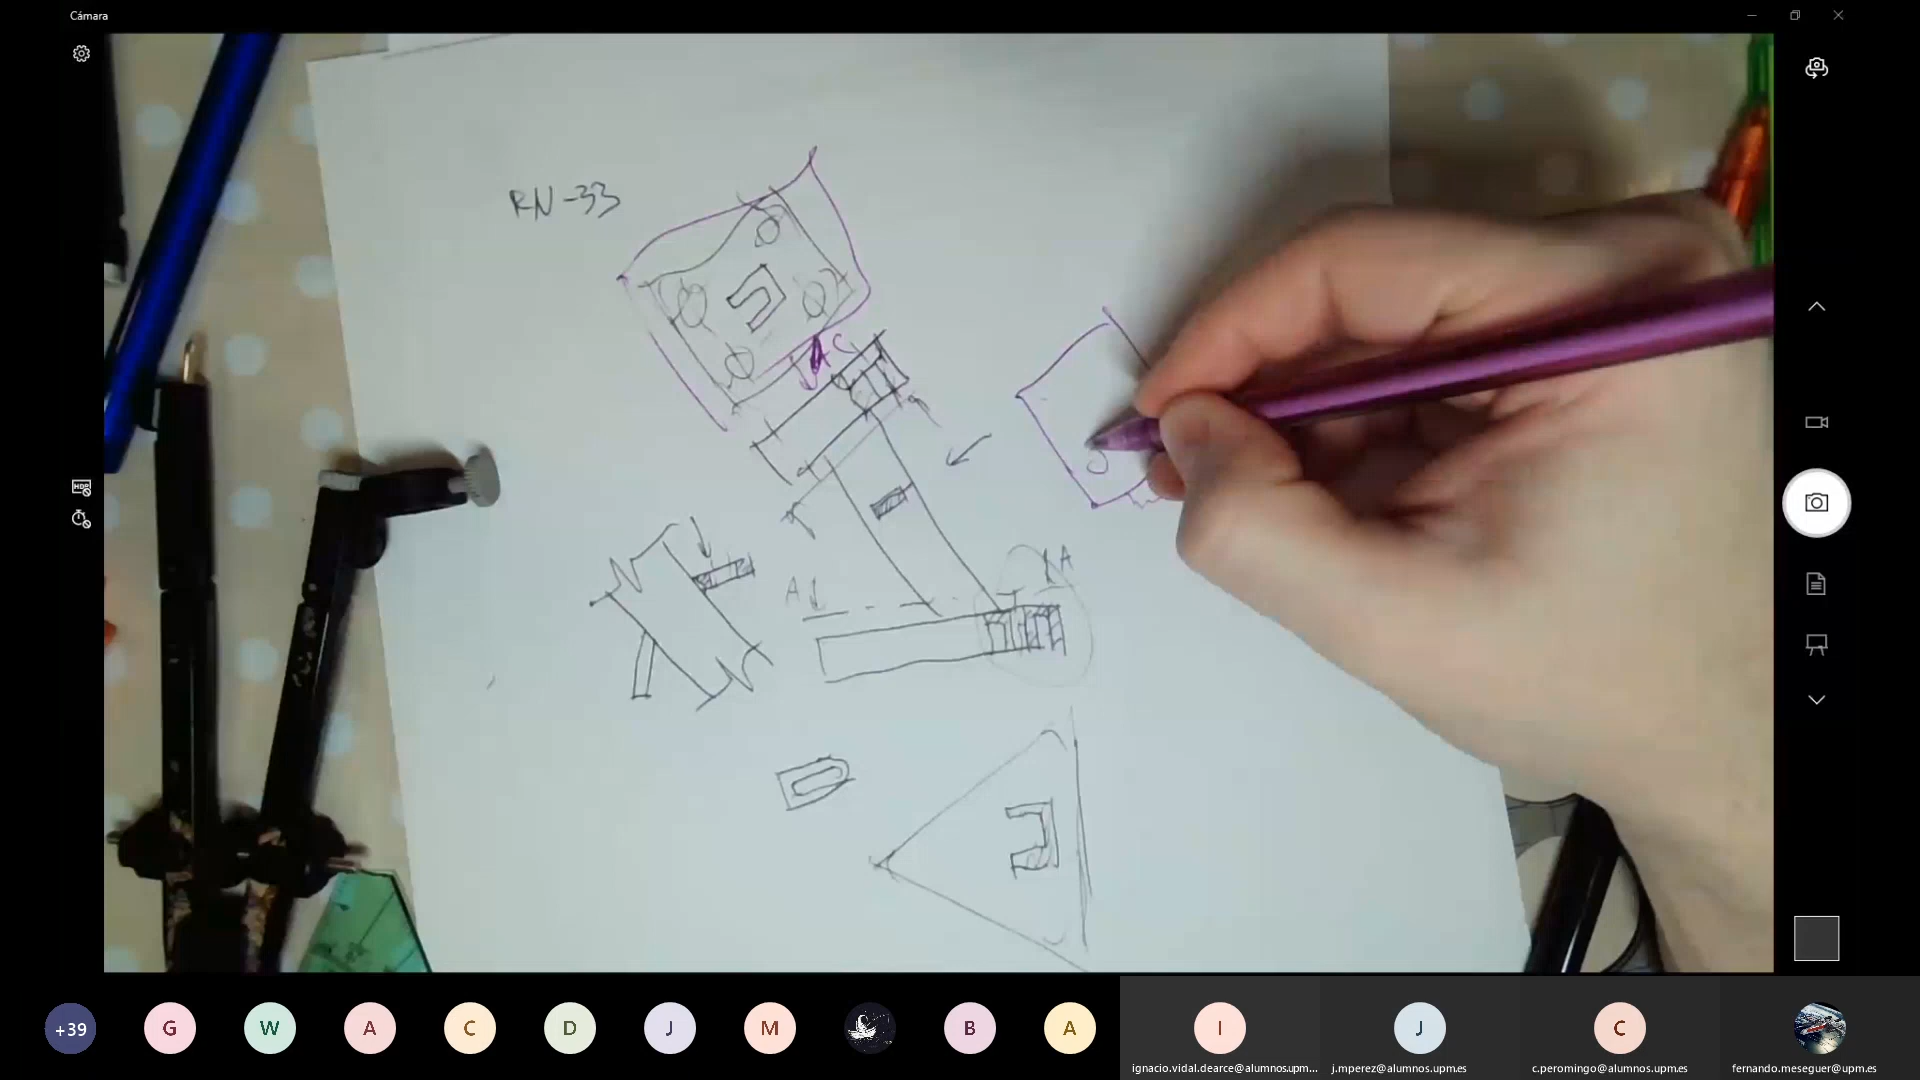 Cámara
RN-33
C
A
A
HDR
+39
G
W
A
C
D
J
M
B
A
I
J
C
ignacio.vidal.dearce@alumnos.upm...
j.mperez@alumnos.upm.es
c.peromingo@alumnos.upm.es
fernando.meseguer@upm.es